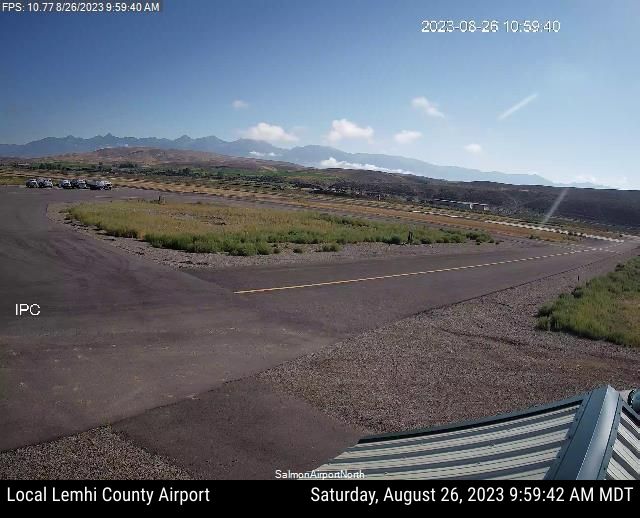 FPS: 10.77 8/26/2023 9:59:40 AM
2023-08-26 10:59:40
IPC
SalmonAirportNorth
Local Lemhi County Airport Saturday, August 26, 2023 9:59:42 AM MDT